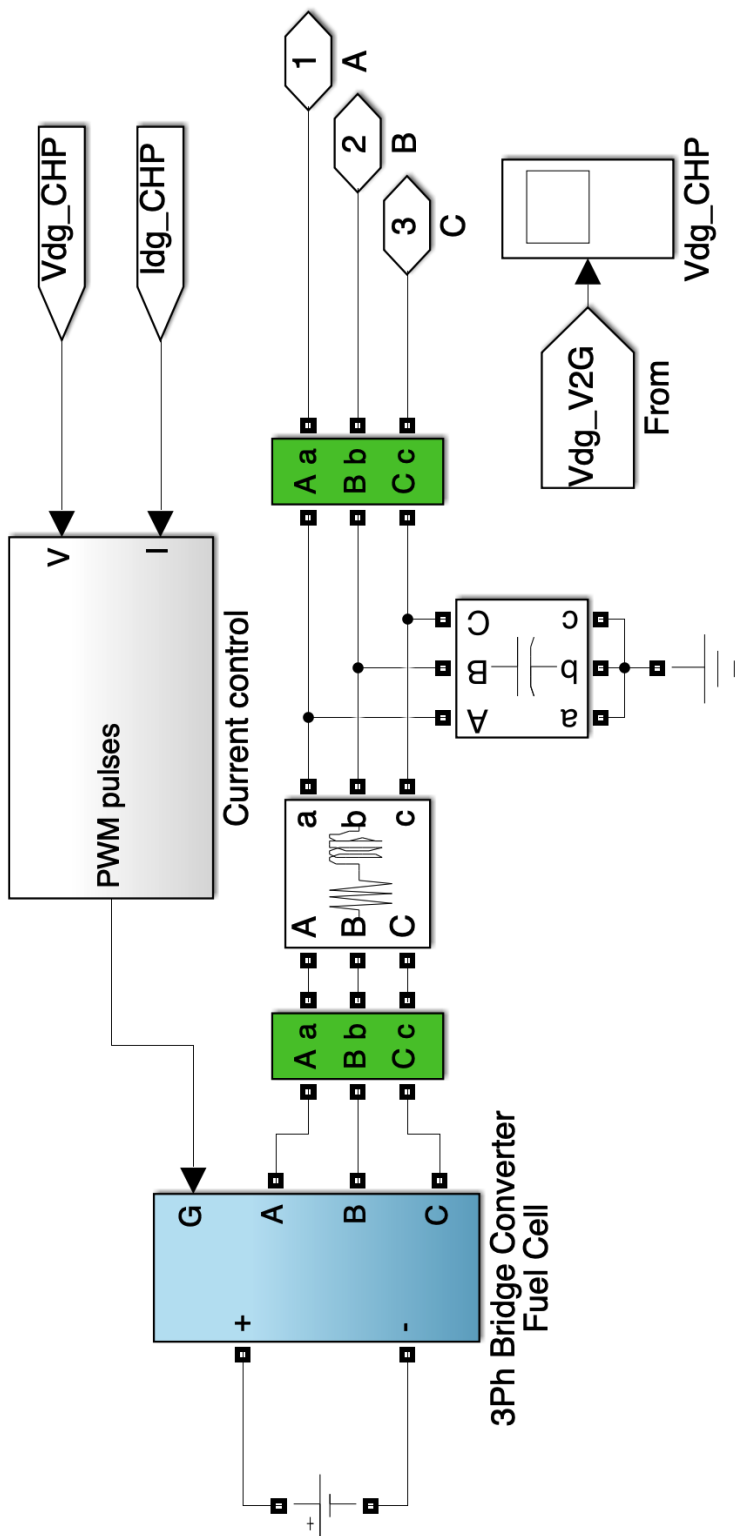 Vdg_CHP
Idg_CHP
V
I
PWM pulses
Current control
+
G
+
A
B
C
-
3Ph Bridge Converter
Fuel Cell
A a
B b
C c
A
B
C
a
b
c
A a
B b
C c
1
A
2
B
3
C
A
B
C
a
b
c
Vdg_V2G
From
Vdg_CHP